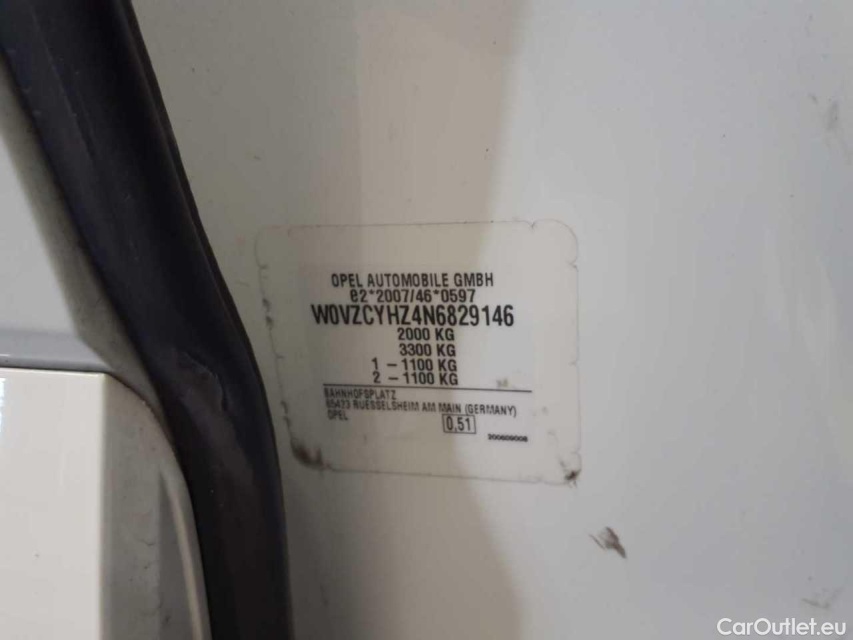 OPEL AUTOMOBILE GMBH
e2*2007/46*0597
W0VZCYHZ4N6829146
2000 KG
3300 KG
1 - 1100 KG
2 - 1100 KG
BAHNHOFSPLATZ
65423 RUESSELSHEIM AM MAIN (GERMANY)
OPEL
0.51
CarOutlet.eu